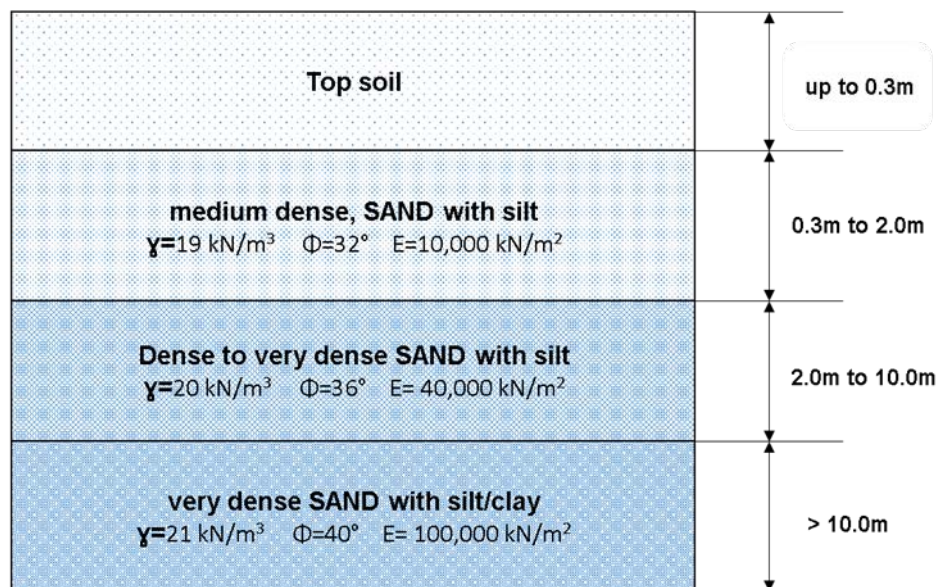 Top soil
up to 0.3m
medium dense, SAND with silt
ɣ=19 kN/m³ Φ=32° E=10,000 kN/m²
0.3m to 2.0m
Dense to very dense SAND with silt
ɣ=20 kN/m³ Φ=36° E= 40,000 kN/m²
2.0m to 10.0m
very dense SAND with silt/clay
ɣ=21 kN/m³ Φ=40° E= 100,000 kN/m²
> 10.0m